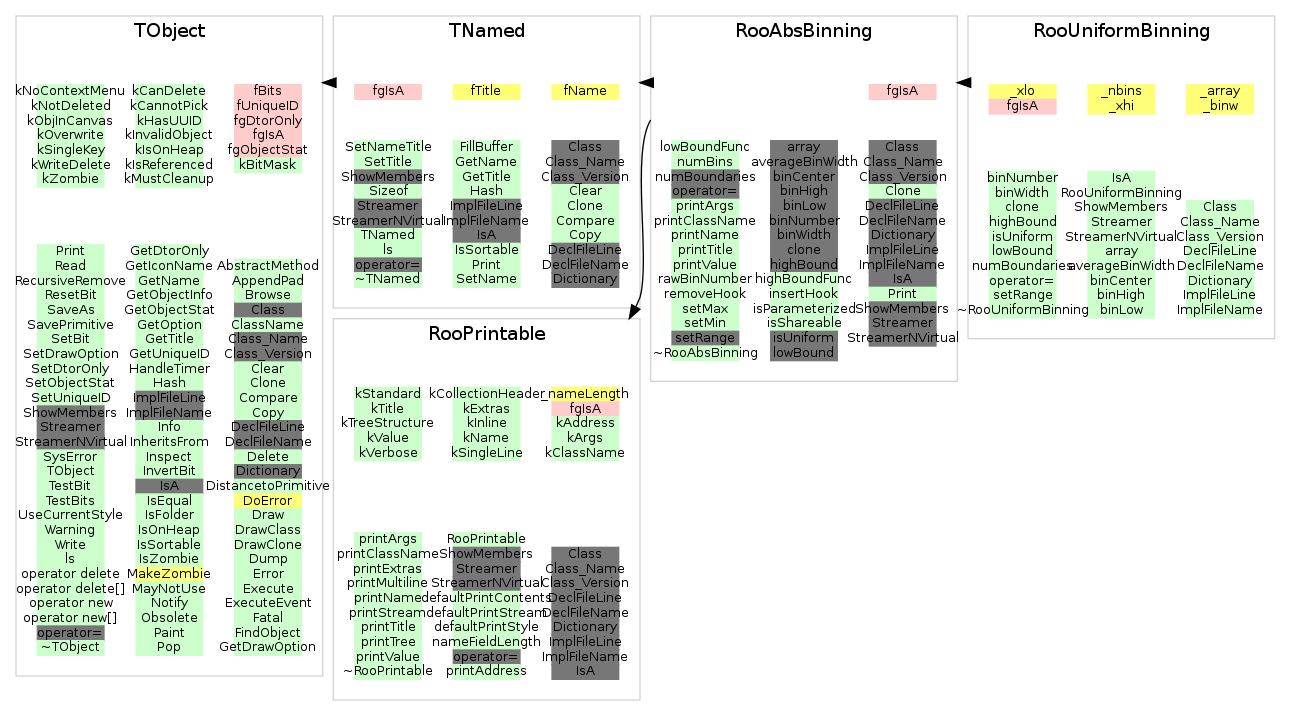 TObject
kNoContextMenu kCanDelete fBits
kNotDeleted kCannotPick fUniqueID
kObjInCanvas kHasUUID fgDtorOnly
kOverwrite kInvalidObject fgIsA
kSingleKey kIsOnHeap fgObjectStat
kWriteDelete kIsReferenced kBitMask
kZombie kMustCleanup
Print GetDtorOnly
Read GetIconName AbstractMethod
RecursiveRemove GetName AppendPad
ResetBit GetObjectInfo Browse
SaveAs GetObjectStat Class
SavePrimitive GetOption ClassName
SetBit GetTitle Class_Name
SetDrawOption GetUniqueID Class_Version
SetDtorOnly HandleTimer Clear
SetObjectStat Hash Clone
SetUniqueID ImplFileLine Compare
ShowMembers ImplFileName Copy
Streamer Info DeclFileLine
StreamerNVirtual InheritsFrom DeclFileName
SysError Inspect Delete
TObject InvertBit Dictionary
TestBit IsA DistancetoPrimitive
TestBits IsEqual DoError
UseCurrentStyle IsFolder Draw
Warning IsOnHeap DrawClass
Write IsSortable DrawClone
ls IsZombie Dump
operator delete MakeZombie Error
operator delete[] MayNotUse Execute
operator new Notify ExecuteEvent
operator new[] Obsolete Fatal
operator= Paint FindObject
~TObject Pop GetDrawOption
TNamed
fgIsA fTitle fName
SetNameTitle FillBuffer Class
SetTitle GetName Class_Name
ShowMembers GetTitle Class_Version
Sizeof Hash Clear
Streamer ImplFileLine Clone
StreamerNVirtual ImplFileName Compare
TNamed IsA Copy
ls IsSortable DeclFileLine
operator= Print DeclFileName
~TNamed SetName Dictionary
RooPrintable
kStandard kCollectionHeader _nameLength
kTitle kExtras fgIsA
kTreeStructure kInline kAddress
kValue kName kArgs
kVerbose kSingleLine kClassName
printArgs RooPrintable
printClassName ShowMembers Class
printExtras Streamer Class_Name
printMultiline StreamerNVirtual Class_Version
printName defaultPrintContents DeclFileLine
printStream defaultPrintStream DeclFileName
printTitle defaultPrintStyle Dictionary
printTree nameFieldLength ImplFileLine
printValue operator= ImplFileName
~RooPrintable printAddress IsA
RooAbsBinning
fgIsA
lowBoundFunc array Class
numBins averageBinWidth Class_Name
numBoundaries binCenter Class_Version
operator= binHigh Clone
printArgs binLow DeclFileLine
printClassName binNumber DeclFileName
printName binWidth Dictionary
printTitle clone ImplFileLine
printValue highBound ImplFileName
rawBinNumber highBoundFunc IsA
removeHook insertHook Print
setMax isParameterized ShowMembers
setMin isShareable Streamer
setRange isUniform StreamerNVirtual
~RooAbsBinning lowBound
RooUniformBinning
_xlo _nbins _array
fgIsA _xhi _binw
binNumber IsA
binWidth RooUniformBinning
clone ShowMembers Class
highBound Streamer Class_Name
isUniform StreamerNVirtual Class_Version
lowBound array DeclFileLine
numBoundaries averageBinWidth DeclFileName
operator= binCenter Dictionary
setRange binHigh ImplFileLine
~RooUniformBinning binLow ImplFileName